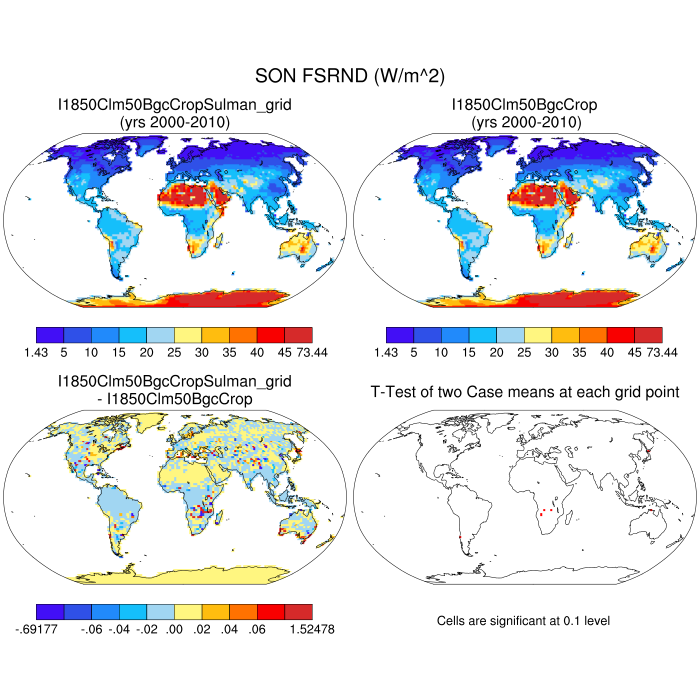 SON FSRND (W/m^2)
I1850Clm50BgcCropSulman_grid
(yrs 2000-2010)
I1850Clm50BgcCrop
(yrs 2000-2010)
1.43 5 10 15 20 25 30 35 40 45 73.44
1.43 5 10 15 20 25 30 35 40 45 73.44
I1850Clm50BgcCropSulman_grid
- I1850Clm50BgcCrop
T-Test of two Case means at each grid point
-.69177 -.06 -.04 -.02 .00 .02 .04 .06 1.52478
Cells are significant at 0.1 level